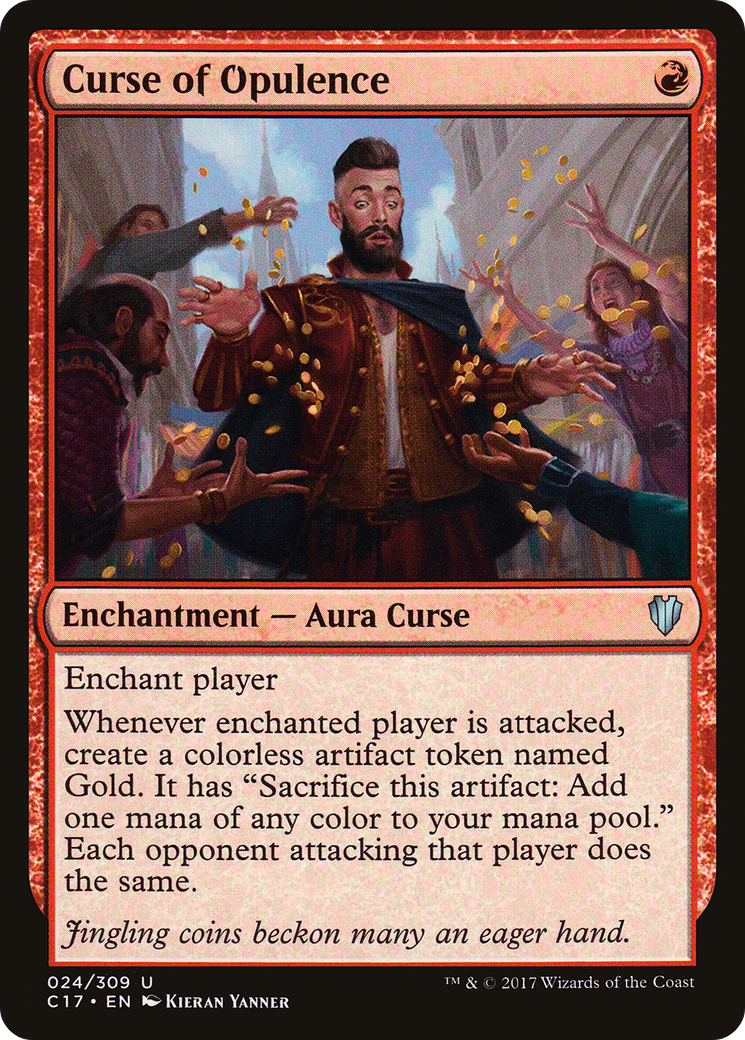 Curse of Opulence
Enchantment — Aura Curse
Enchant player
Whenever enchanted player is attacked,
create a colorless artifact token named
Gold. It has “Sacrifice this artifact: Add
one mana of any color to your mana pool.”
Each opponent attacking that player does
the same.
Jingling coins beckon many an eager hand.
024/309 U
™ & © 2017 Wizards of the Coast
C17 • EN Kieran Yanner